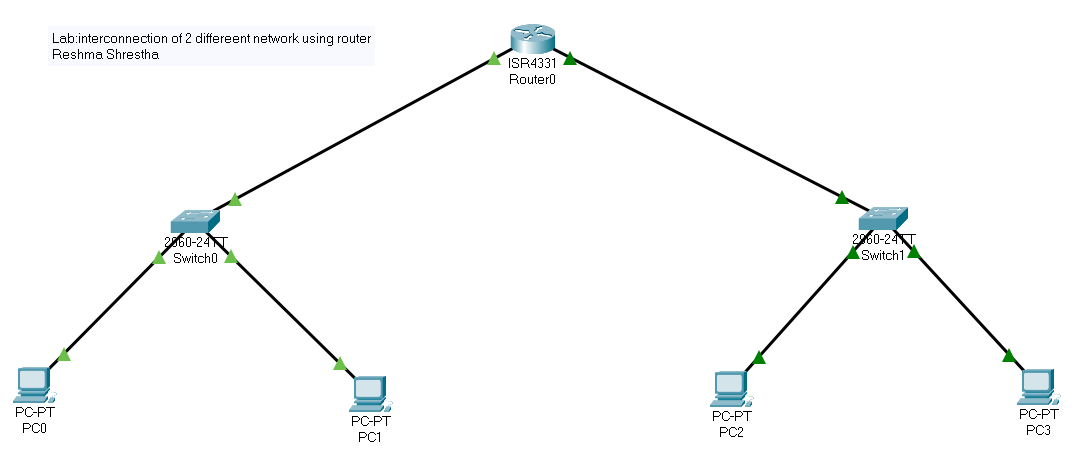 Lab:interconnection of 2 differeent network using router
Reshma Shrestha
ISR4331
Router0
2960-24TT
Switch0
2960-24TT
Switch1
PC-PT
PC0
PC-PT
PC1
PC-PT
PC2
PC-PT
PC3